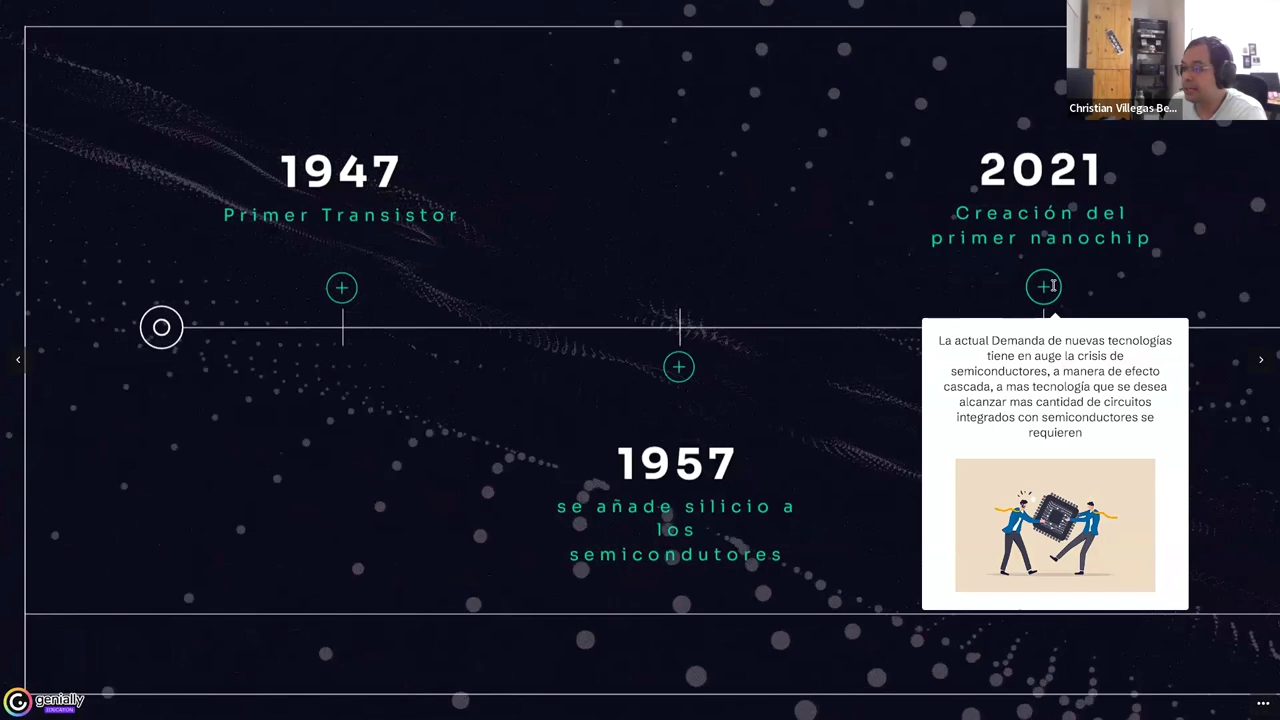 Christian Villegas Be...
1947
Primer Transistor
2021
Creación del
primer nanochip
La actual Demanda de nuevas tecnologías
tiene en auge la crisis de
semiconductores, a manera de efecto
cascada, a mas tecnología que se desea
alcanzar mas cantidad de circuitos
integrados con semiconductores se
requieren
1957
se añade silicio a
los
semicondutores
genially
EDUCACIÓN